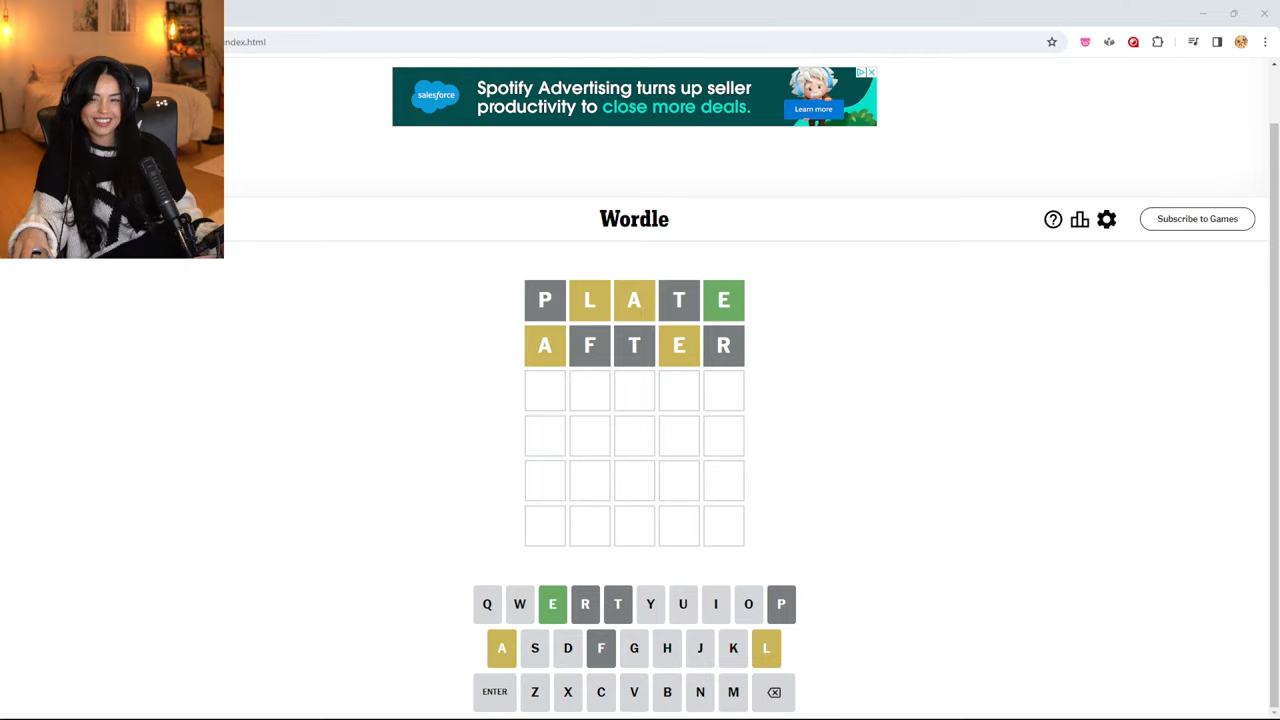 index.html
salesforce
Spotify Advertising turns up seller
productivity to close more deals.
Learn more
Wordle
Subscribe to Games
P L A T E
A F T E R
Q W E R T Y U I O P
A S D F G H J K L
ENTER Z X C V B N M